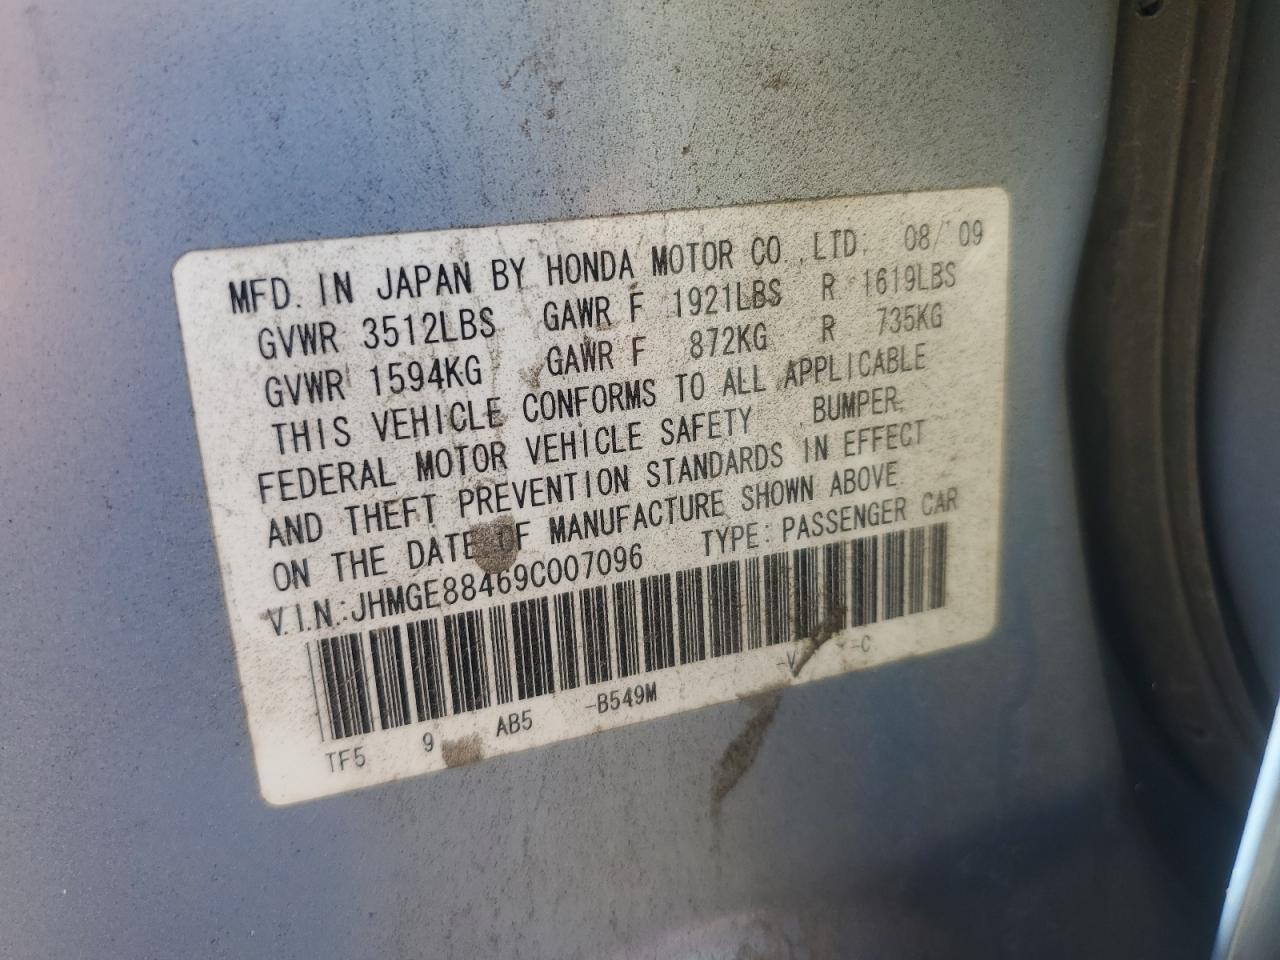 MFD. IN JAPAN BY HONDA MOTOR CO.,LTD. 08/ 09
GVWR 3512LBS GAWR F 1921LBS R 1619LBS
GVWR 1594KG GAWR F 872KG R 735KG
THIS VEHICLE CONFORMS TO ALL APPLICABLE
FEDERAL MOTOR VEHICLE SAFETY ,BUMPER,
AND THEFT PREVENTION STANDARDS IN EFFECT
ON THE DATE OF MANUFACTURE SHOWN ABOVE
V.I.N.:JHMGE88469C007096 TYPE: PASSENGER CAR
TF5 9 AB5 -B549M -V -C